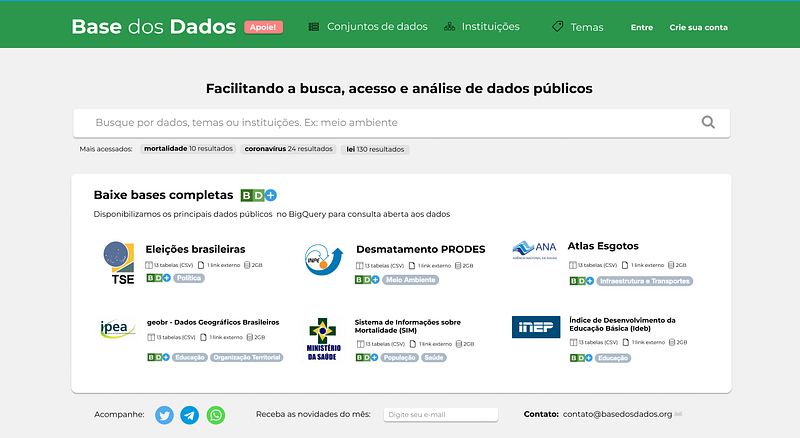 Base dos Dados Apoie! Conjuntos de dados Instituições Temas Entre Crie sua conta
Facilitando a busca, acesso e análise de dados públicos
Busque por dados, temas ou instituições. Ex: meio ambiente
Mais acessados: mortalidade 10 resultados coronavírus 24 resultados lei 130 resultados
Baixe bases completas BD+
Disponibilizamos os principais dados públicos no BigQuery para consulta aberta aos dados
TSE
Eleições brasileiras
13 tabelas (CSV) 1 link externo 2GB
BD+ Política
INPE
Desmatamento PRODES
13 tabelas (CSV) 1 link externo 2GB
BD+ Meio Ambiente
ANA
AGÊNCIA NACIONAL DE ÁGUAS
Atlas Esgotos
13 tabelas (CSV) 1 link externo 2GB
BD+ Infraestrutura e Transportes
ipea
geobr - Dados Geográficos Brasileiros
13 tabelas (CSV) 1 link externo 2GB
BD+ Educação Organização Territorial
MINISTÉRIO
DA SAÚDE
Sistema de Informações sobre
Mortalidade (SIM)
13 tabelas (CSV) 1 link externo 2GB
BD+ População Saúde
INEP
Índice de Desenvolvimento da
Educação Básica (Ideb)
13 tabelas (CSV) 1 link externo 2GB
BD+ Educação
Acompanhe: Receba as novidades do mês: Digite seu e-mail Contato: contato@basedosdados.org